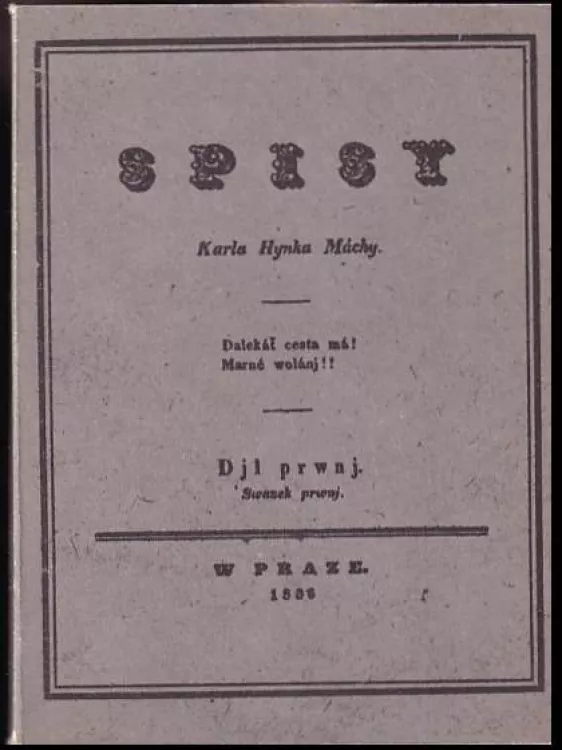 SPISY
Karla Hynka Máchy.
Dalekáť cesta má!
Marné wolánj!!
Djl prwnj.
Swazek prwnj.
W PRAZE.
1836